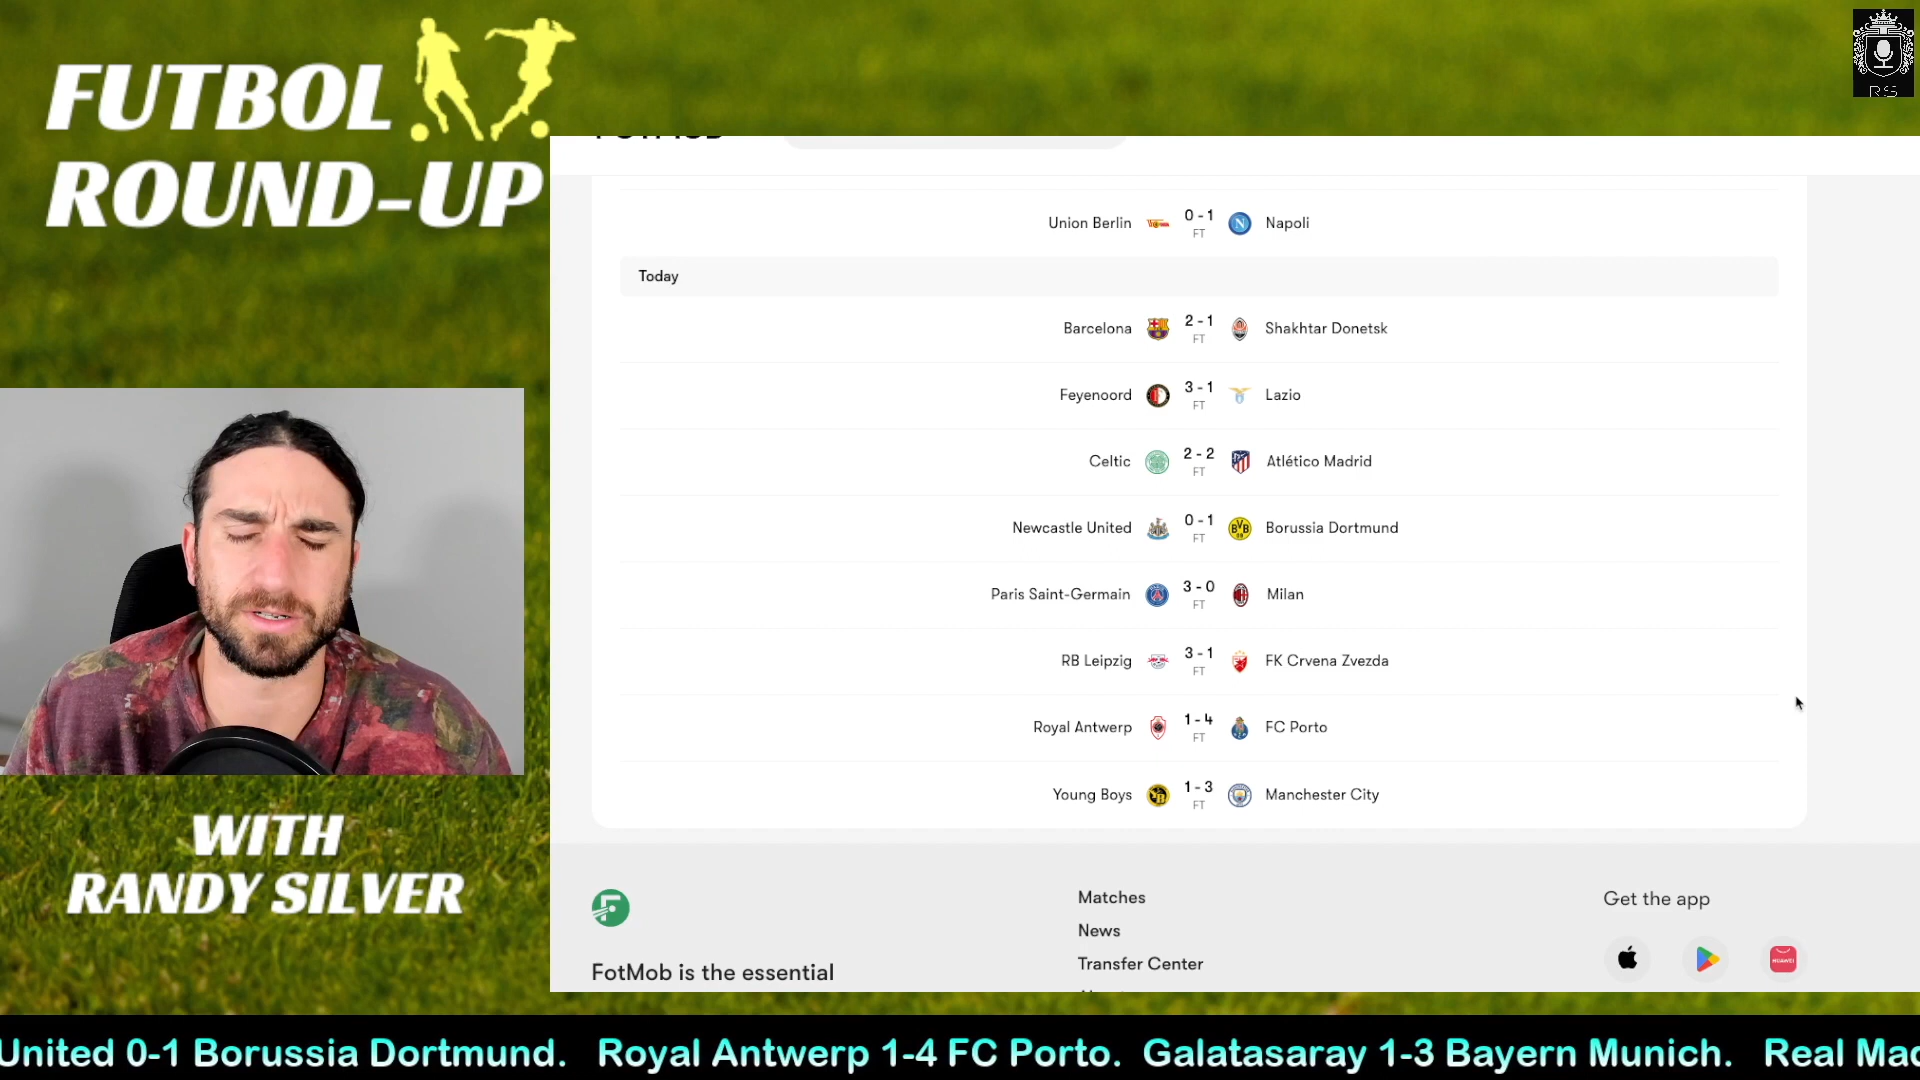 FUTBOL
ROUND-UP
RS
Union Berlin 0 - 1 Napoli
FT
Today
Barcelona 2 - 1 Shakhtar Donetsk
FT
Feyenoord 3 - 1 Lazio
FT
Celtic 2 - 2 Atlético Madrid
FT
Newcastle United 0 - 1 Borussia Dortmund
FT
Paris Saint-Germain 3 - 0 Milan
FT
RB Leipzig 3 - 1 FK Crvena Zvezda
FT
Royal Antwerp 1 - 4 FC Porto
FT
Young Boys 1 - 3 Manchester City
FT
WITH
RANDY SILVER
FotMob is the essential
Matches
News
Transfer Center
Get the app
HUAWEI
United 0-1 Borussia Dortmund. Royal Antwerp 1-4 FC Porto. Galatasaray 1-3 Bayern Munich. Real Mad